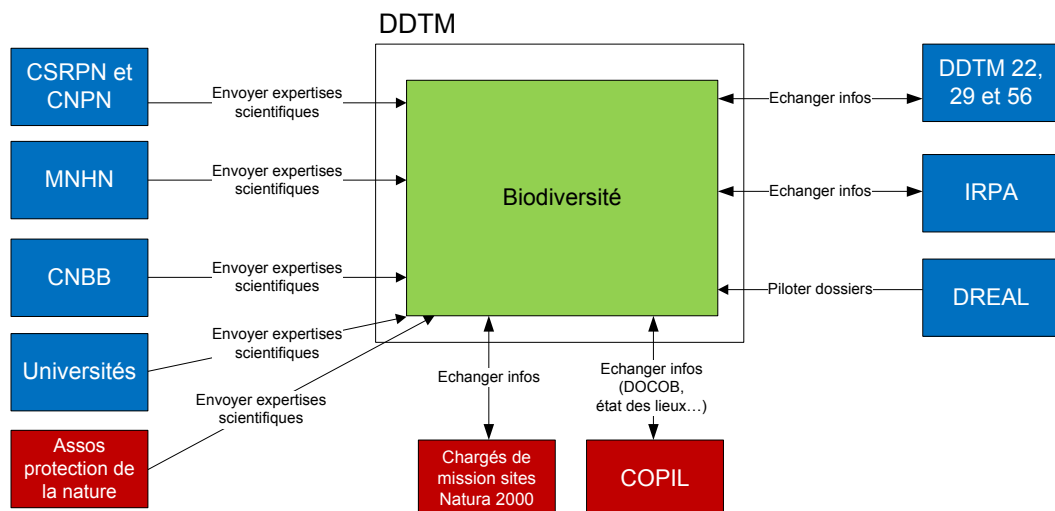 DDTM
CSRPN et
CNPN
Envoyer expertises
scientifiques
MNHN
Envoyer expertises
scientifiques
CNBB
Envoyer expertises
scientifiques
Universités
Envoyer expertises
scientifiques
Assos
protection de
la nature
Envoyer expertises
scientifiques
Biodiversité
Echanger infos
DDTM 22,
29 et 56
Echanger infos
IRPA
Piloter dossiers
DREAL
Echanger infos
Chargés de
mission sites
Natura 2000
Echanger infos
(DOCOB,
état des lieux…)
COPIL